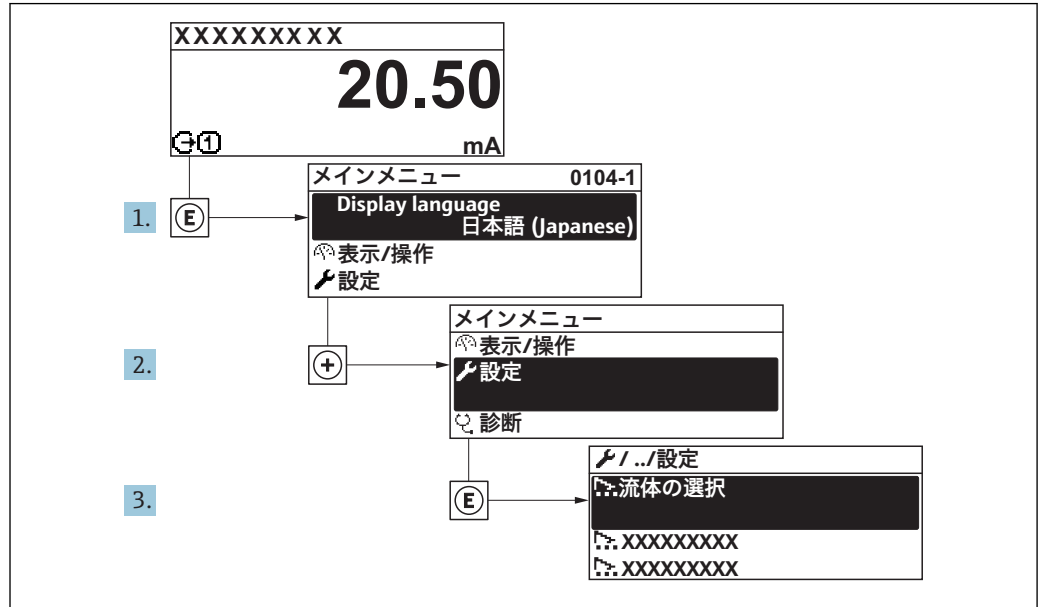 XXXXXXXXX
20.50
1 mA
1. E
メインメニュー 0104-1
Display language
日本語 (Japanese)
表示/操作
設定
2. +
メインメニュー
表示/操作
設定
診断
3. E
/ ../設定
流体の選択
XXXXXXXXX
XXXXXXXXX